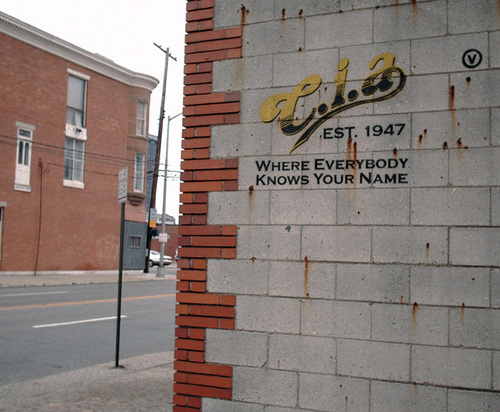 V
C.i.a
EST. 1947
WHERE EVERYBODY
KNOWS YOUR NAME